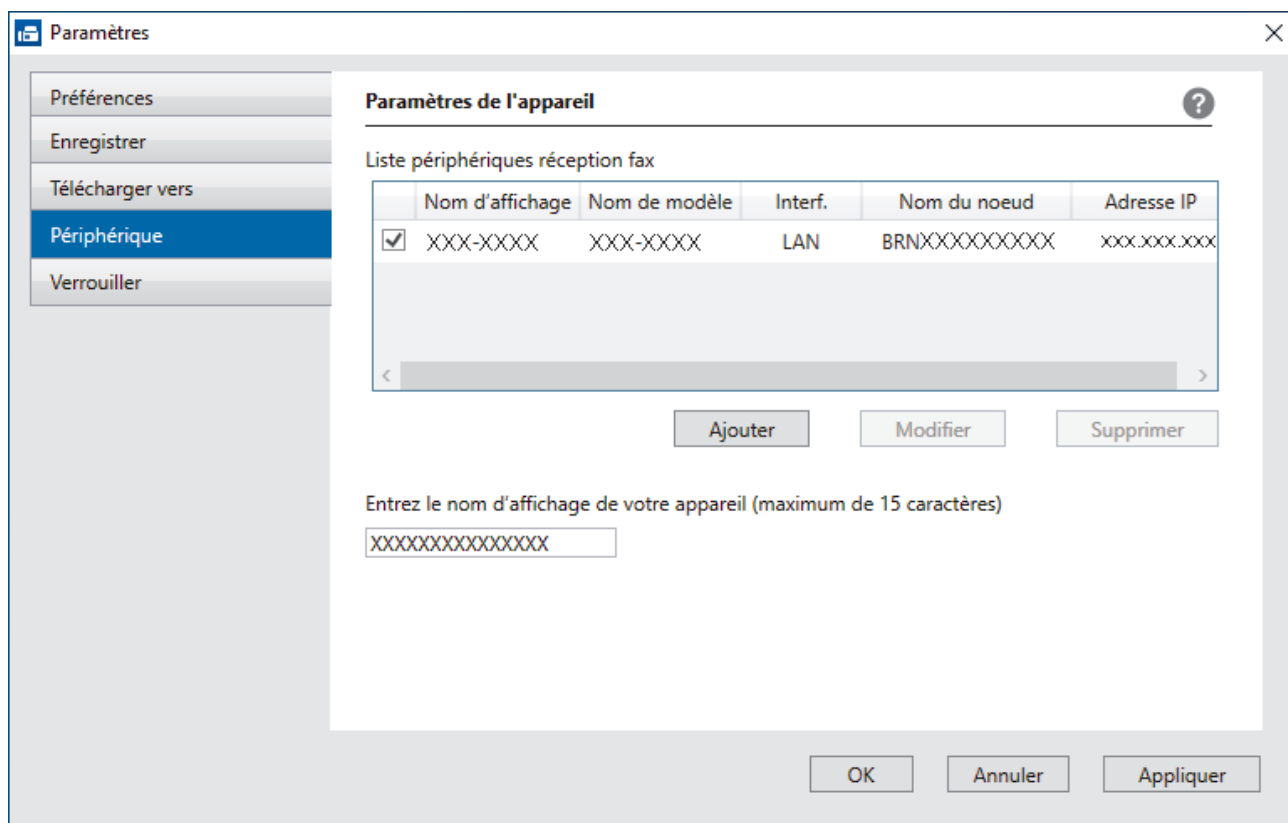 Paramètres
Préférences
Enregistrer
Télécharger vers
Périphérique
Verrouiller
Paramètres de l'appareil
?
Liste périphériques réception fax
Nom d’affichage Nom de modèle Interf. Nom du noeud Adresse IP
XXX-XXXX XXX-XXXX LAN BRNXXXXXXXXX XXX.XXX.XXX
Ajouter Modifier Supprimer
Entrez le nom d'affichage de votre appareil (maximum de 15 caractères)
XXXXXXXXXXXXXXX
OK Annuler Appliquer